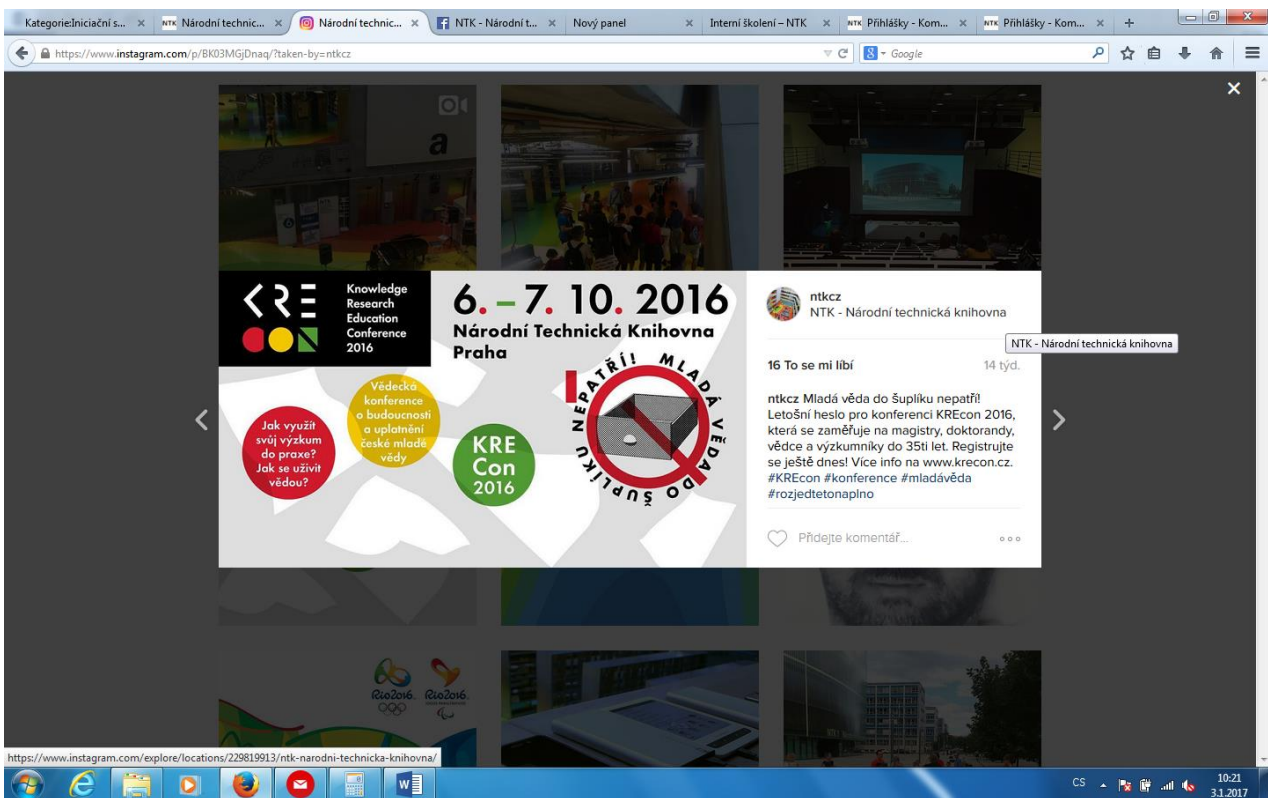 Kategorie:Iniciační s...
NTK Národní technic...
Národní technic...
NTK - Národní t...
Nový panel
Interní školení – NTK
NTK Přihlášky - Kom...
NTK Přihlášky - Kom...
https://www.instagram.com/p/BK03MGjDnaq/?taken-by=ntkcz
Google
a
KRE
CON
Knowledge
Research
Education
Conference
2016
6. – 7. 10. 2016
Národní Technická Knihovna
Praha
Jak využít
svůj výzkum
do praxe?
Jak se uživit
vědou?
Vědecká
konference
o budoucnosti
a uplatnění
české mladé
vědy
KRE
Con
2016
MLADÁ VĚDA DO ŠUPLÍKU NEPATŘÍ!
ntkcz
NTK - Národní technická knihovna
NTK - Národní technická knihovna
16 To se mi líbí
14 týd.
ntkcz Mladá věda do šuplíku nepatří!
Letošní heslo pro konferenci KREcon 2016,
která se zaměřuje na magistry, doktorandy,
vědce a výzkumníky do 35ti let. Registrujte
se ještě dnes! Více info na www.krecon.cz.
#KREcon #konference #mladávěda
#rozjedtetonaplno
Přidejte komentář...
Rio2016. Rio2016.
https://www.instagram.com/explore/locations/229819913/ntk-narodni-technicka-knihovna/
CS
10:21
3.1.2017